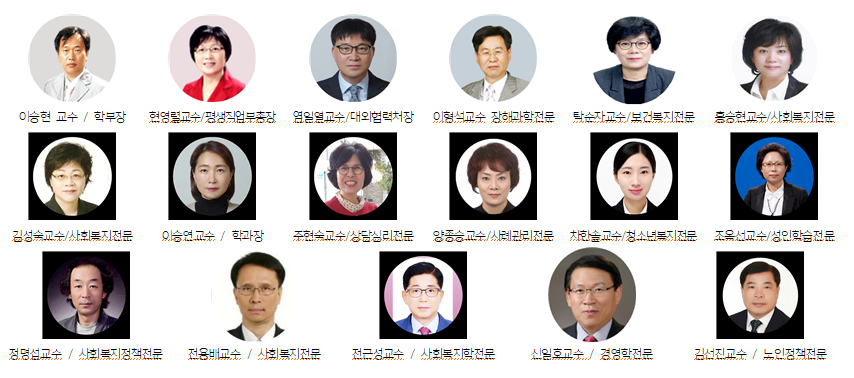 이승현 교수 / 학부장
현영렬교수/평생직업부총장
염일열교수/대외협력처장
이형석교수 장해과학전문
탁순자교수/보건복지전문
홍승현교수/사회복지전문
김성숙교수/사회복지전문
이승연교수 / 학과장
주현숙교수/상담심리전문
양종승교수/사례관리전문
차한솔교수/청소년복지전문
조옥선교수/성인학습전문
정명섭교수 / 사회복지정책전문
전용배교수 / 사회복지전문
전근성교수 / 사회복지학전문
신일호교수 / 경영학전문
김선진교수 / 노인정책전문